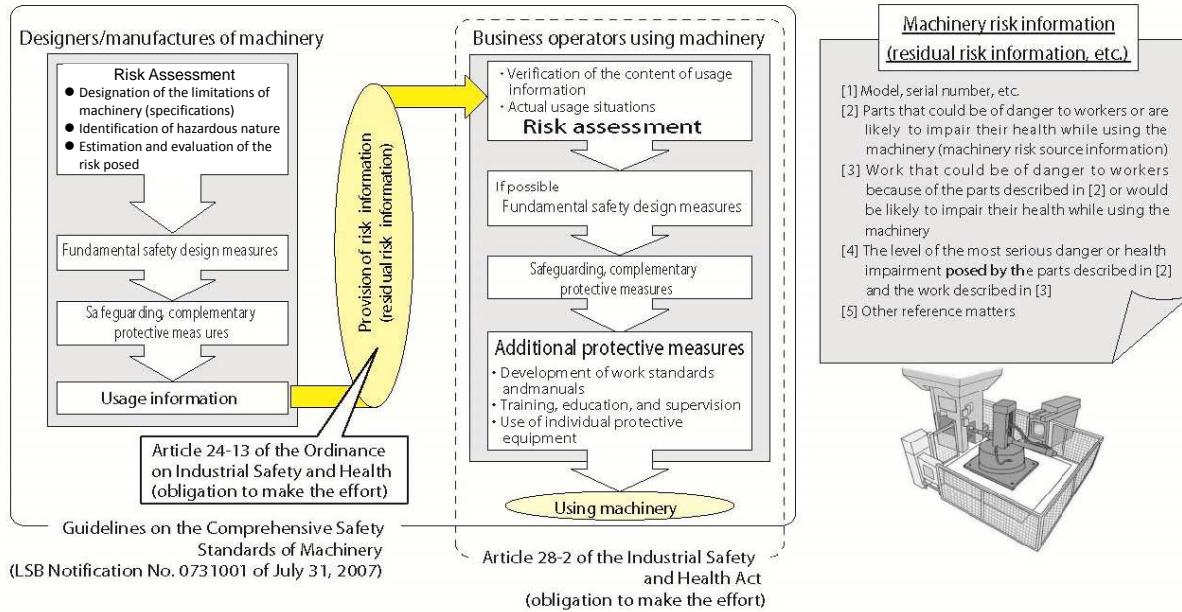 Designers/manufactures of machinery
Risk Assessment
● Designation of the limitations of
machinery (specifications)
● Identification of hazardous nature
● Estimation and evaluation of the
risk posed
Fundamental safety design measures
Safeguarding, complementary
protective meas ures
Usage information
Provision of risk information
(residual risk information)
Article 24-13 of the Ordinance
on Industrial Safety and Health
(obligation to make the effort)
Guidelines on the Comprehensive Safety
Standards of Machinery
(LSB Notification No. 0731001 of July 31, 2007)
Business operators using machinery
・Verification of the content of usage
information
・Actual usage situations
Risk assessment
If possible
Fundamental safety design measures
Safeguarding, complementary
protective measures
Additional protective measures
・Development of work standards
andmanuals
・Training, education, and supervision
・Use of individual protective
equipment
Using machinery
Article 28-2 of the Industrial Safety
and Health Act
(obligation to make the effort)
Machinery risk information
(residual risk information, etc.)
[1] Model, serial number, etc.
[2] Parts that could be of danger to workers or are
likely to impair their health while using the
machinery (machinery risk source information)
[3] Work that could be of danger to workers
because of the parts described in [2] or would
be likely to impair their health while using the
machinery
[4] The level of the most serious danger or health
impairment posed by the parts described in [2]
and the work described in [3]
[5] Other reference matters